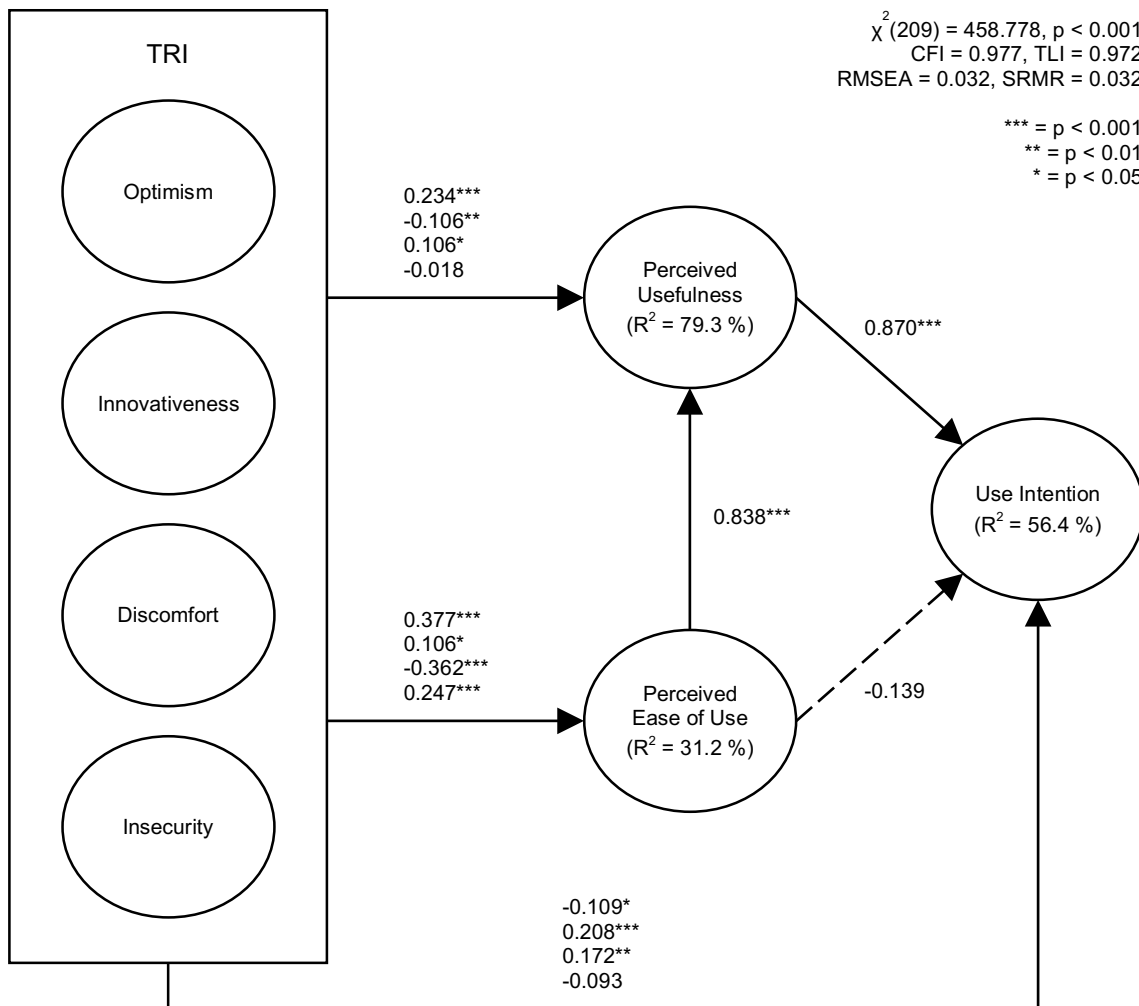 χ²(209) = 458.778, p < 0.001
CFI = 0.977, TLI = 0.972
RMSEA = 0.032, SRMR = 0.032
*** = p < 0.001
** = p < 0.01
* = p < 0.05
TRI
Optimism
Innovativeness
Discomfort
Insecurity
0.234***
-0.106**
0.106*
-0.018
Perceived
Usefulness
(R² = 79.3 %)
0.870***
0.838***
Use Intention
(R² = 56.4 %)
0.377***
0.106*
-0.362***
0.247***
Perceived
Ease of Use
(R² = 31.2 %)
-0.139
-0.109*
0.208***
0.172**
-0.093